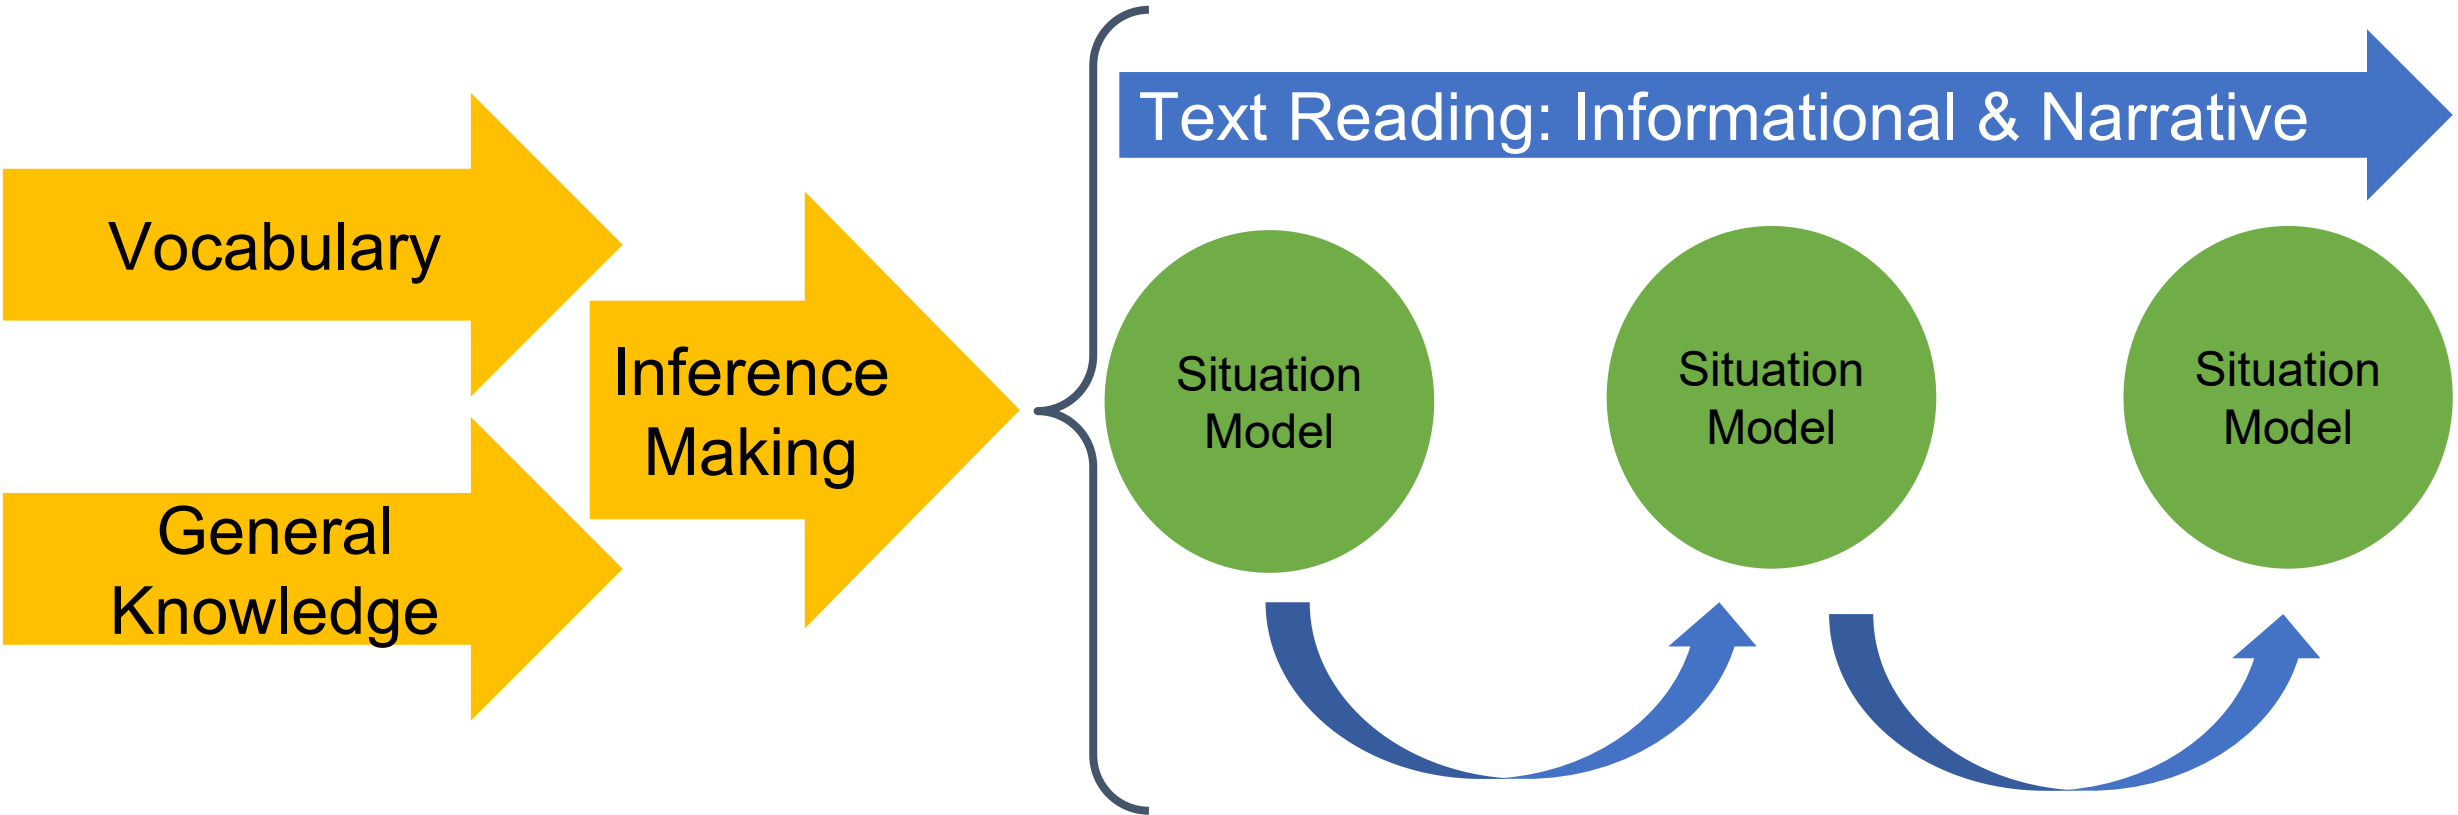 Vocabulary
General
Knowledge
Inference
Making
Text Reading: Informational & Narrative
Situation
Model
Situation
Model
Situation
Model